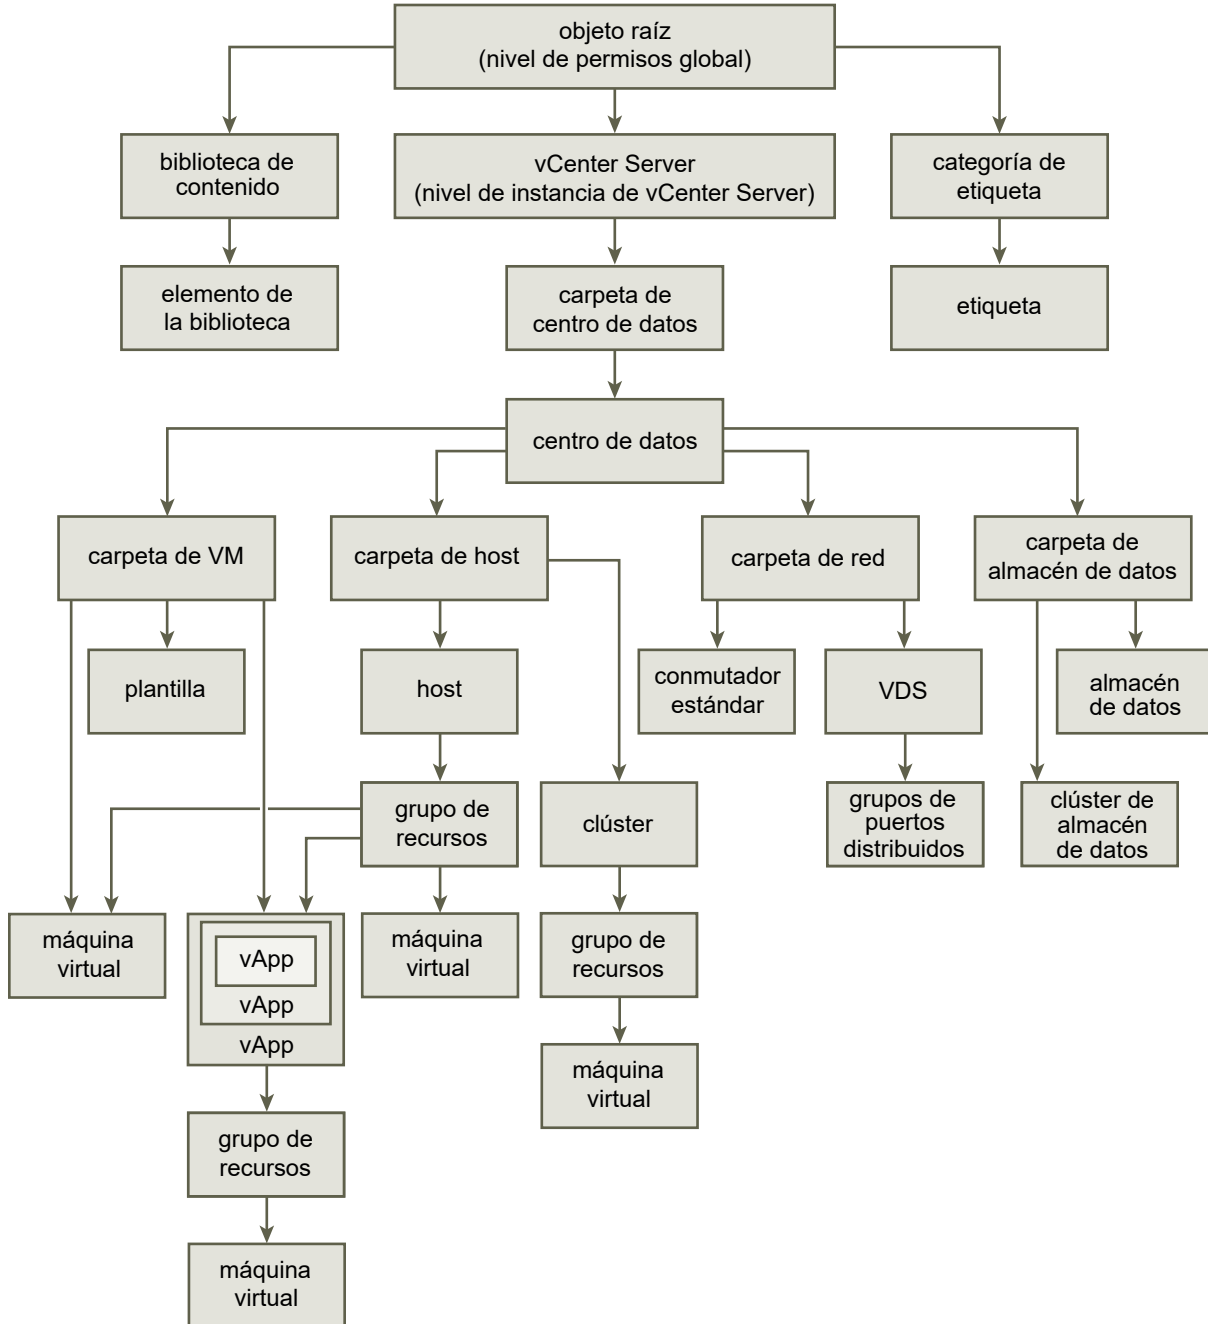 objeto raíz
(nivel de permisos global)
biblioteca de
contenido
vCenter Server
(nivel de instancia de vCenter Server)
categoría de
etiqueta
elemento de
la biblioteca
carpeta de
centro de datos
etiqueta
centro de datos
carpeta de VM
carpeta de host
carpeta de red
carpeta de
almacén de datos
plantilla
host
conmutador
estándar
VDS
almacén
de datos
grupo de
recursos
clúster
grupos de
puertos
distribuidos
clúster de
almacén
de datos
máquina
virtual
vApp
vApp
vApp
máquina
virtual
grupo de
recursos
máquina
virtual
grupo de
recursos
máquina
virtual